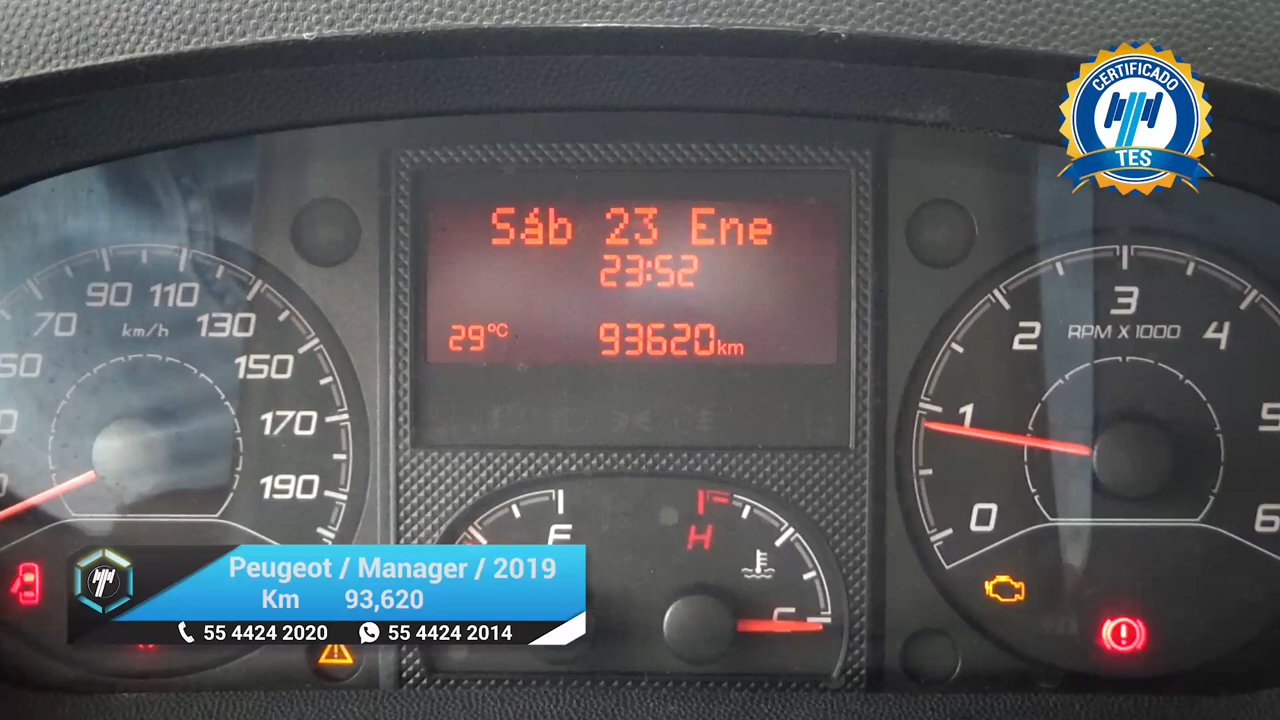 CERTIFICADO
TES
Sáb 23 Ene
23:52
29°C 93620km
70 90 110 130 150 170 190
km/h
0 1 2 3 4 5 6
RPM X 1000
F
H
C
Peugeot / Manager / 2019
Km 93,620
55 4424 2020 55 4424 2014